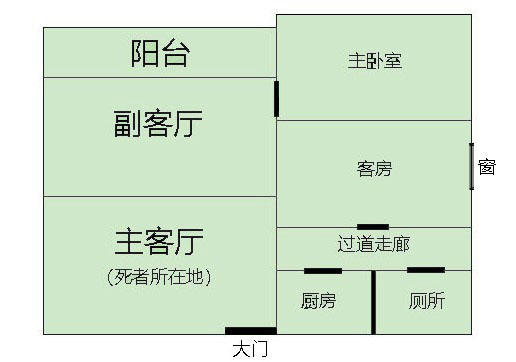 阳台
主卧室
副客厅
客房
窗
主客厅
(死者所在地)
过道走廊
厨房
厕所
大门